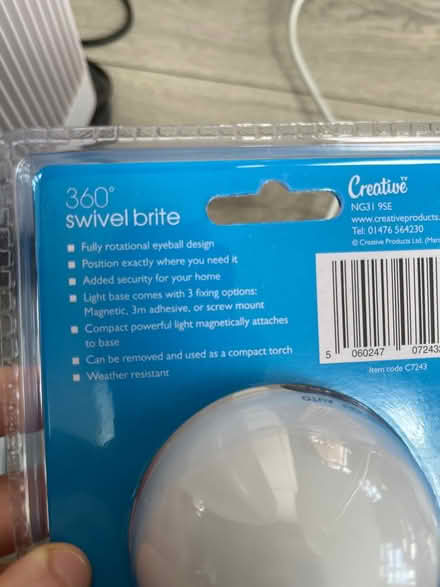 360°
swivel brite
Fully rotational eyeball design
Position exactly where you need it
Added security for your home
Light base comes with 3 fixing options:
Magnetic, 3m adhesive, or screw mount
Compact powerful light magnetically attaches
to base
Can be removed and used as a compact torch
Weather resistant
Creative
NG31 9SE
www.creativeproducts.
Tel: 01476 564230
© Creative Products Ltd.
5 060247 07243
Item code C7243
AUTO